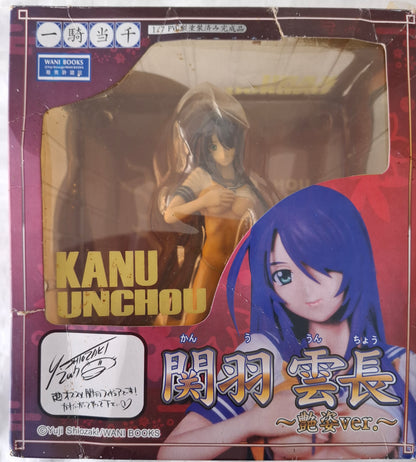 一騎当千
1/7 PVC製塗装済み完成品
WANI BOOKS
KANU
UNCHOU
2007
かん う うん ちょう
関羽 雲長
～艶姿ver.～
©Yuji Shiozaki/WANI BOOKS